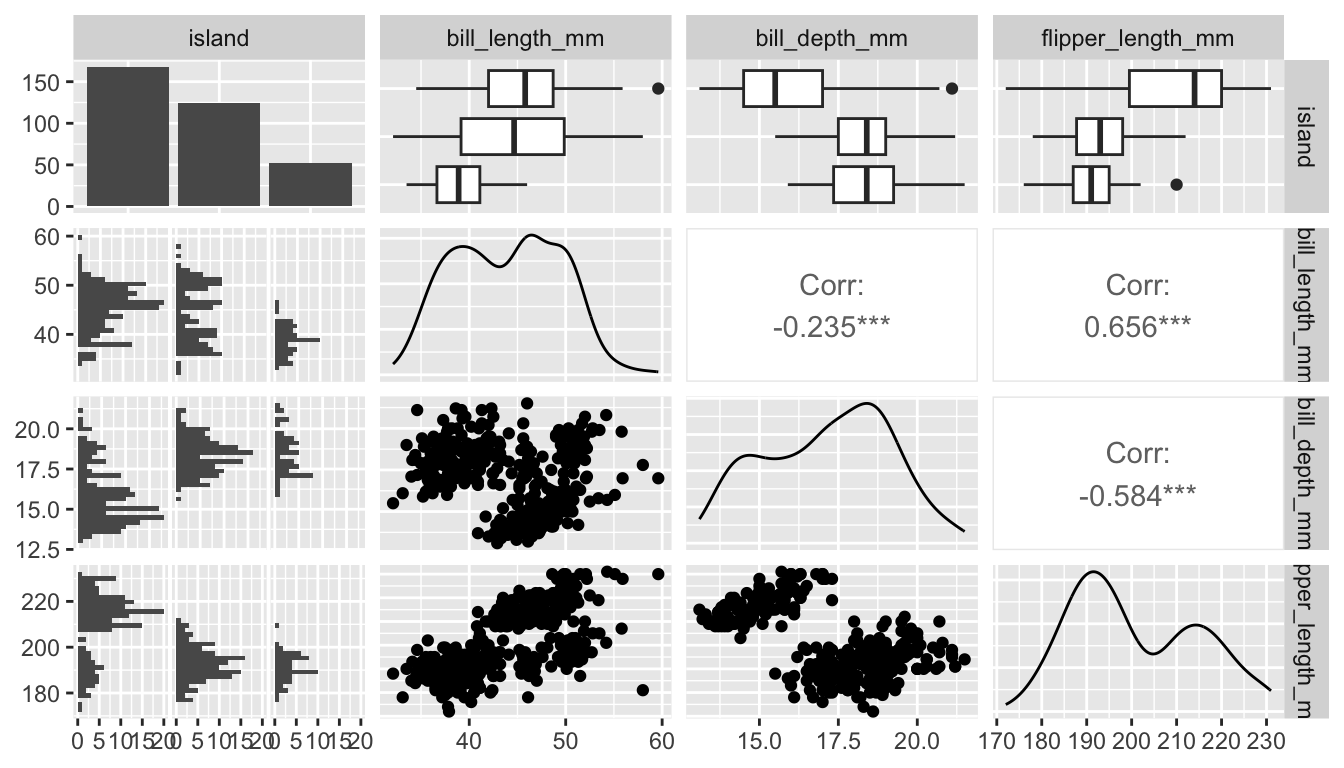 island bill_length_mm bill_depth_mm flipper_length_mm
150
100
50
0
island
60
50
40
Corr:
-0.235***
Corr:
0.656***
bill_length_mm
20.0
17.5
15.0
12.5
Corr:
-0.584***
bill_depth_mm
220
200
180
pper_length_m
0 5 10 15 20 0 5 10 15 20 0 5 10 15 20
40 50 60
15.0 17.5 20.0
170 180 190 200 210 220 230